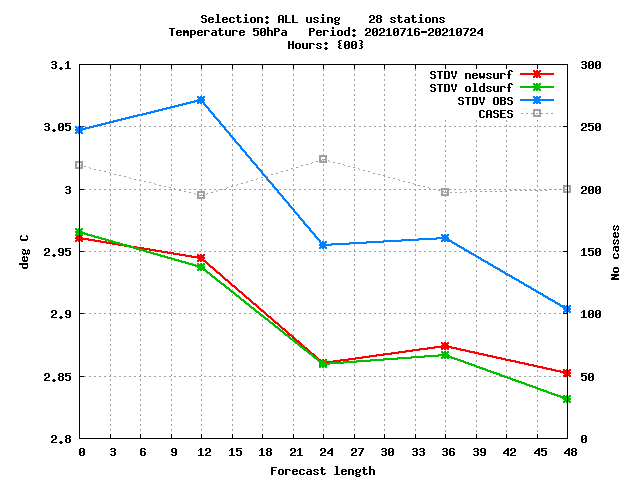 Selection: ALL using    28 stations
Temperature 50hPa   Period: 20210716-20210724
Hours: {00}
STDV newsurf
STDV oldsurf
STDV OBS
CASES
3.1
3.05
3
2.95
2.9
2.85
2.8
deg C
300
250
200
150
100
50
0
No cases
0 3 6 9 12 15 18 21 24 27 30 33 36 39 42 45 48
Forecast length